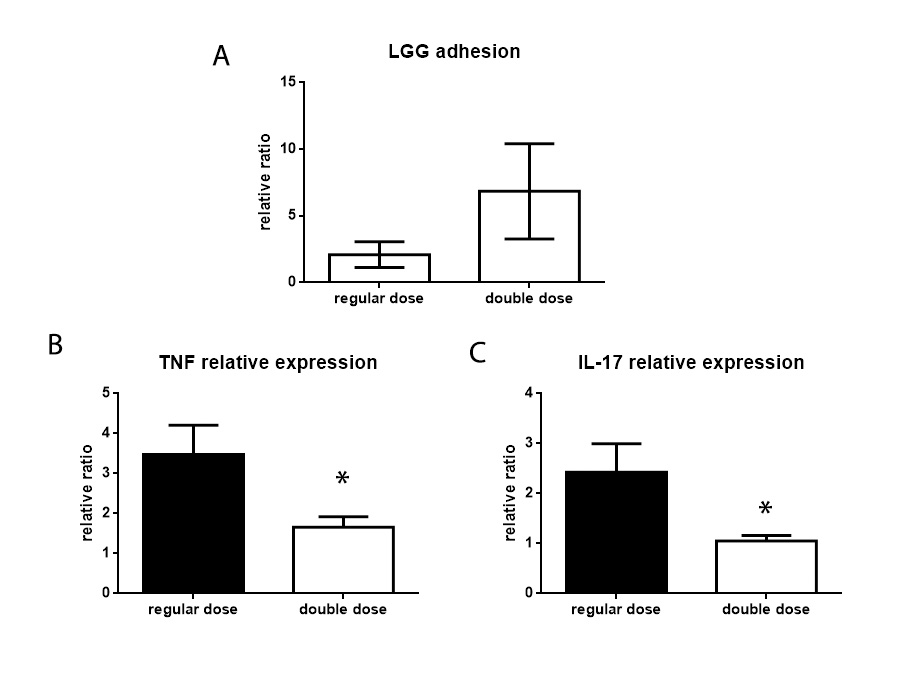 A
LGG adhesion
15
10
5
0
relative ratio
regular dose
double dose
B
TNF relative expression
5
4
3
2
1
0
relative ratio
*
regular dose
double dose
C
IL-17 relative expression
4
3
2
1
0
relative ratio
*
regular dose
double dose